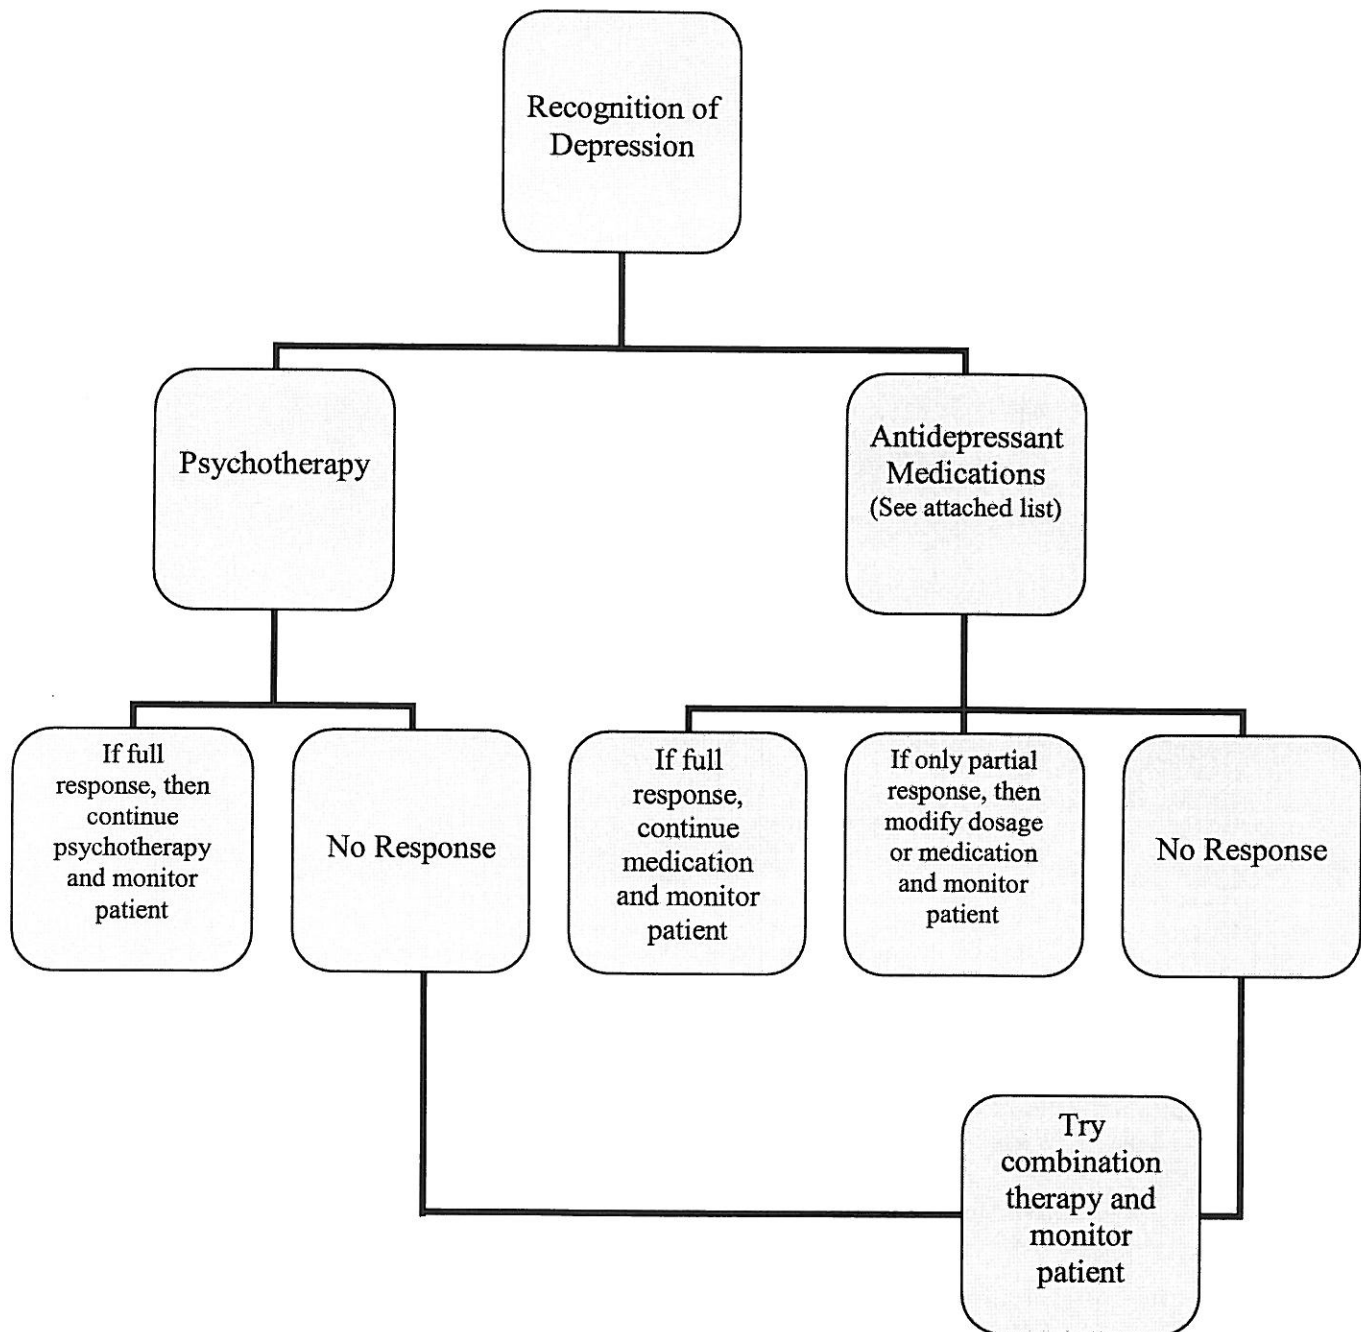 Recognition of
Depression
Psychotherapy
Antidepressant
Medications
(See attached list)
If full
response, then
continue
psychotherapy
and monitor
patient
No Response
If full
response,
continue
medication
and monitor
patient
If only partial
response, then
modify dosage
or medication
and monitor
patient
No Response
Try
combination
therapy and
monitor
patient